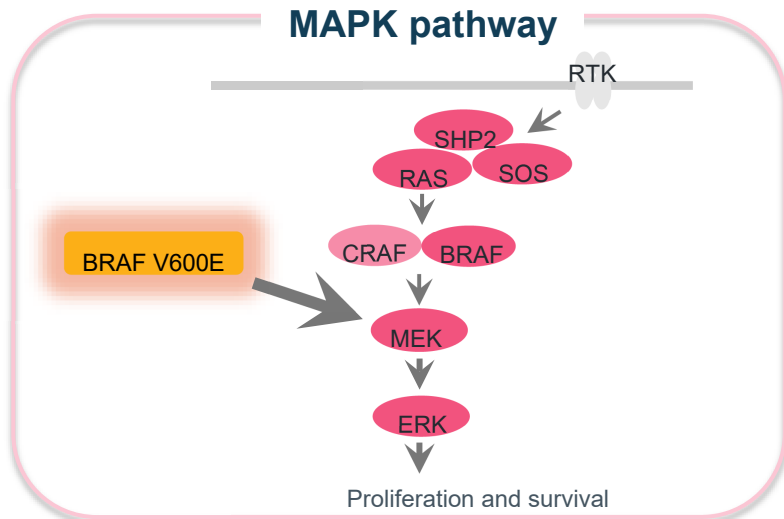 MAPK pathway
RTK
SHP2
RAS
SOS
CRAF
BRAF
BRAF V600E
MEK
ERK
Proliferation and survival